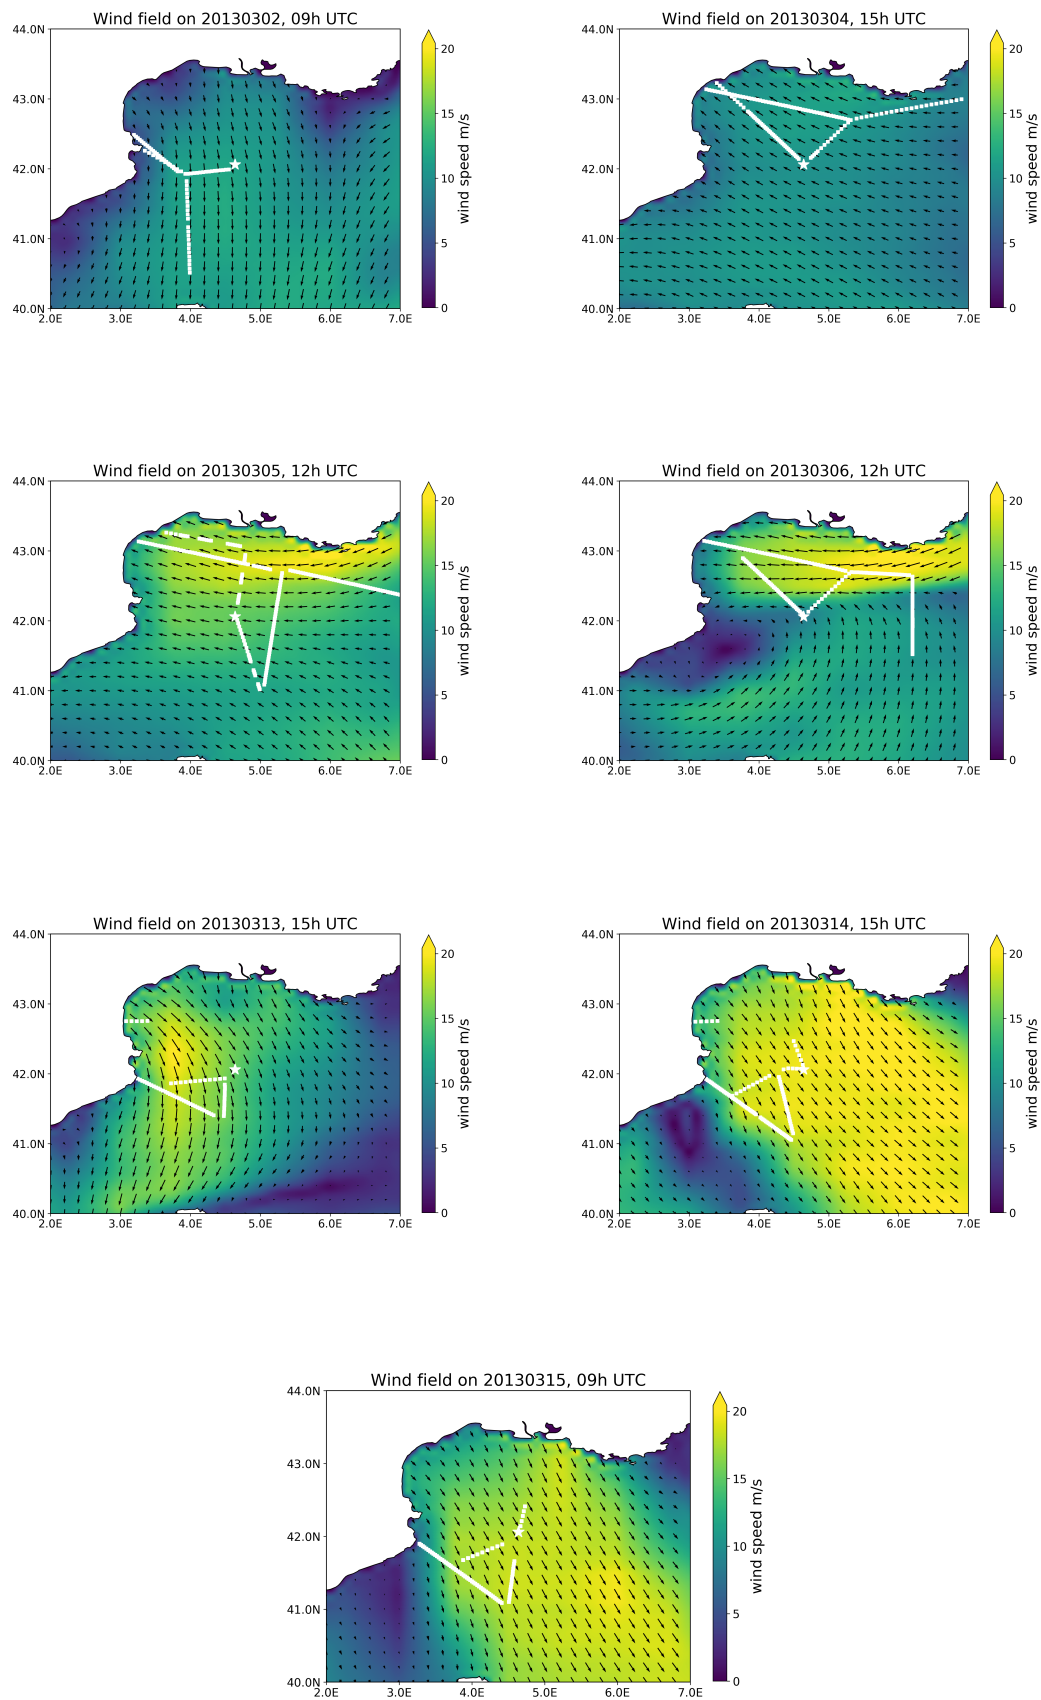 Wind field on 20130302, 09h UTC
44.0N
43.0N
42.0N
41.0N
40.0N
2.0E 3.0E 4.0E 5.0E 6.0E 7.0E
20
15
10
5
0
wind speed m/s
Wind field on 20130304, 15h UTC
44.0N
43.0N
42.0N
41.0N
40.0N
2.0E 3.0E 4.0E 5.0E 6.0E 7.0E
20
15
10
5
0
wind speed m/s
Wind field on 20130305, 12h UTC
44.0N
43.0N
42.0N
41.0N
40.0N
2.0E 3.0E 4.0E 5.0E 6.0E 7.0E
20
15
10
5
0
wind speed m/s
Wind field on 20130306, 12h UTC
44.0N
43.0N
42.0N
41.0N
40.0N
2.0E 3.0E 4.0E 5.0E 6.0E 7.0E
20
15
10
5
0
wind speed m/s
Wind field on 20130313, 15h UTC
44.0N
43.0N
42.0N
41.0N
40.0N
2.0E 3.0E 4.0E 5.0E 6.0E 7.0E
20
15
10
5
0
wind speed m/s
Wind field on 20130314, 15h UTC
44.0N
43.0N
42.0N
41.0N
40.0N
2.0E 3.0E 4.0E 5.0E 6.0E 7.0E
20
15
10
5
0
wind speed m/s
Wind field on 20130315, 09h UTC
44.0N
43.0N
42.0N
41.0N
40.0N
2.0E 3.0E 4.0E 5.0E 6.0E 7.0E
20
15
10
5
0
wind speed m/s